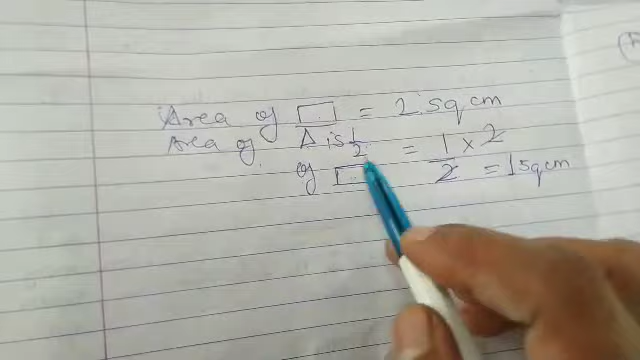 Area of ▭ = 2 sq cm
Area of Δ is 1/2 = 1/2 × 2
of ▭ = 1 sq cm